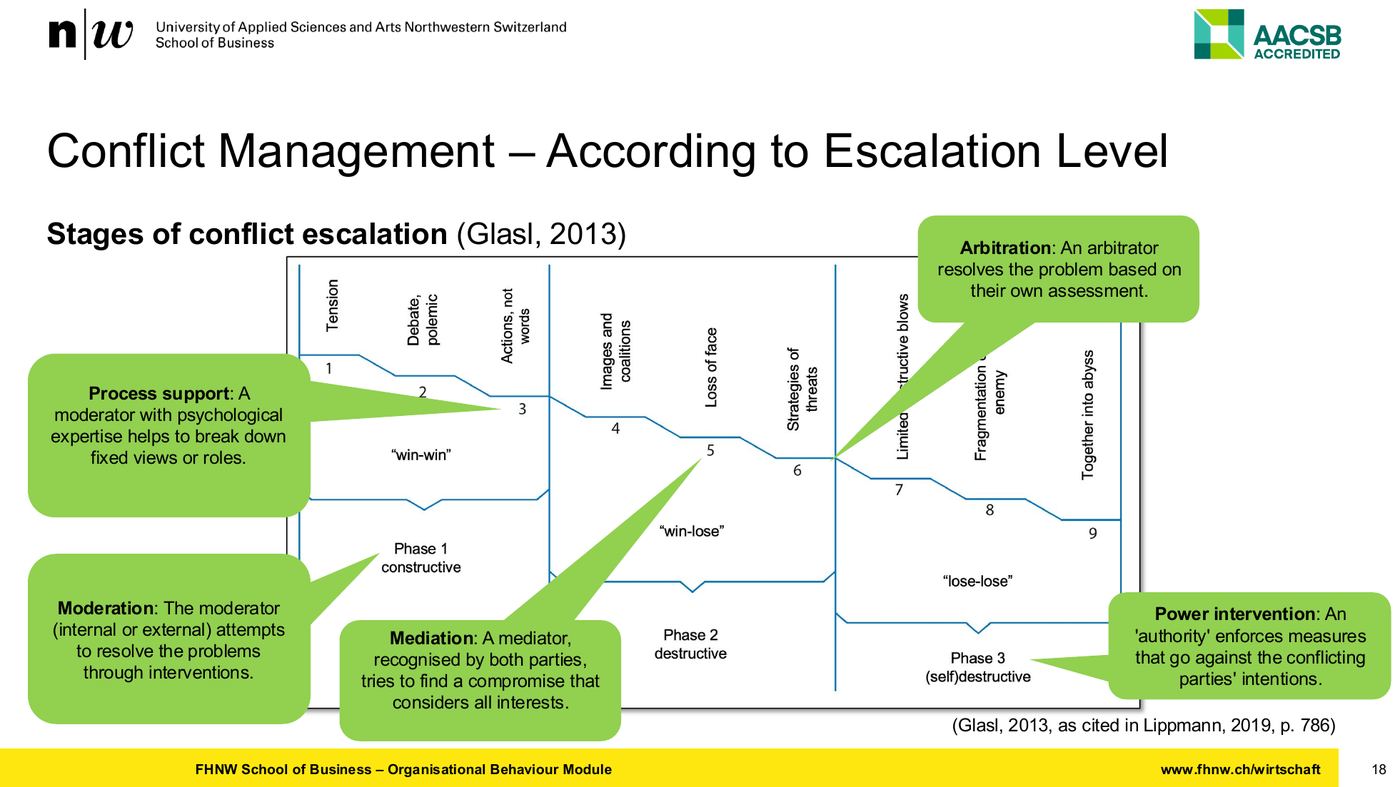 n|w University of Applied Sciences and Arts Northwestern Switzerland
School of Business
AACSB
ACCREDITED
Conflict Management – According to Escalation Level
Stages of conflict escalation (Glasl, 2013)
Arbitration: An arbitrator
resolves the problem based on
their own assessment.
Tension
Debate,
polemic
Actions, not
words
Images and
coalitions
Loss of face
Strategies of
threats
Limited
structive blows
Fragmentation
enemy
Together into abyss
1
2
3
4
5
6
7
8
9
Process support: A
moderator with psychological
expertise helps to break down
fixed views or roles.
“win-win”
“win-lose”
“lose-lose”
Phase 1
constructive
Moderation: The moderator
(internal or external) attempts
to resolve the problems
through interventions.
Mediation: A mediator,
recognised by both parties,
tries to find a compromise that
considers all interests.
Phase 2
destructive
Phase 3
(self)destructive
Power intervention: An
'authority' enforces measures
that go against the conflicting
parties' intentions.
(Glasl, 2013, as cited in Lippmann, 2019, p. 786)
FHNW School of Business – Organisational Behaviour Module
www.fhnw.ch/wirtschaft
18